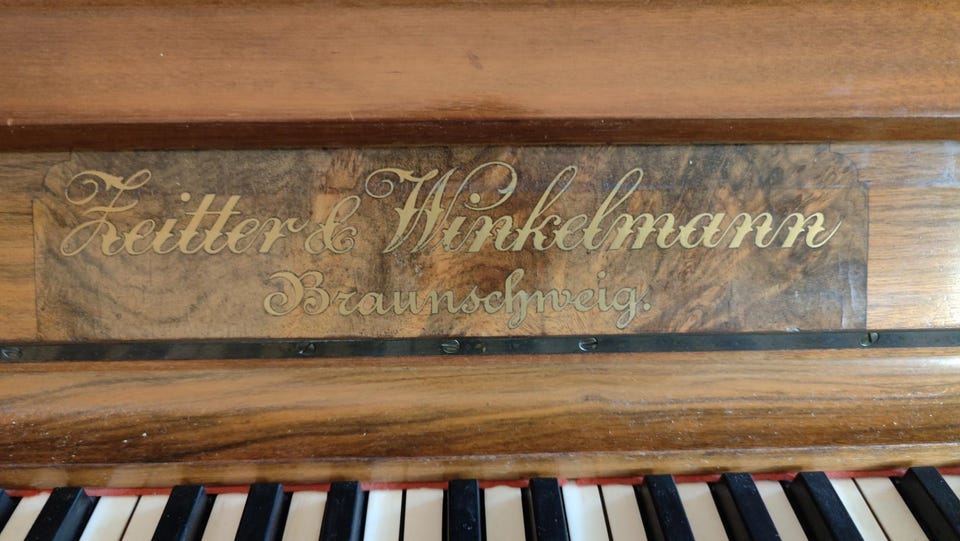 Zeitter & Winkelmann
Braunschweig.